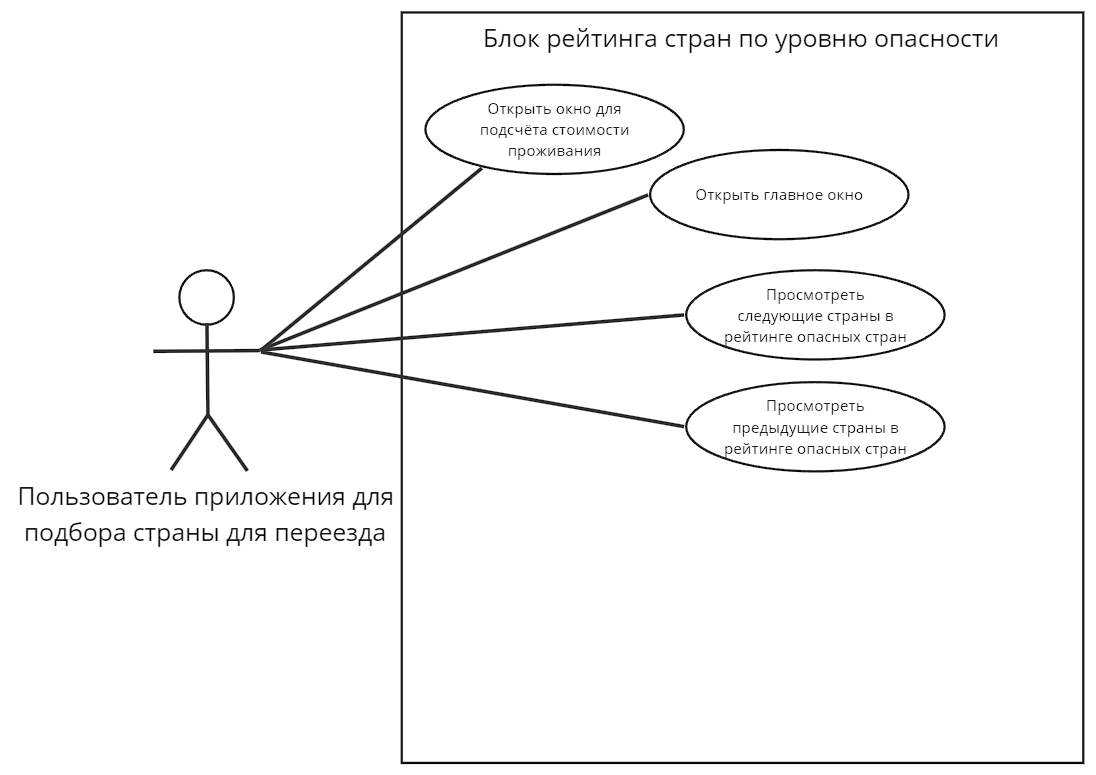 Блок рейтинга стран по уровню опасности
Открыть окно для
подсчёта стоимости
проживания
Открыть главное окно
Просмотреть
следующие страны в
рейтинге опасных стран
Просмотреть
предыдущие страны в
рейтинге опасных стран
Пользователь приложения для
подбора страны для переезда